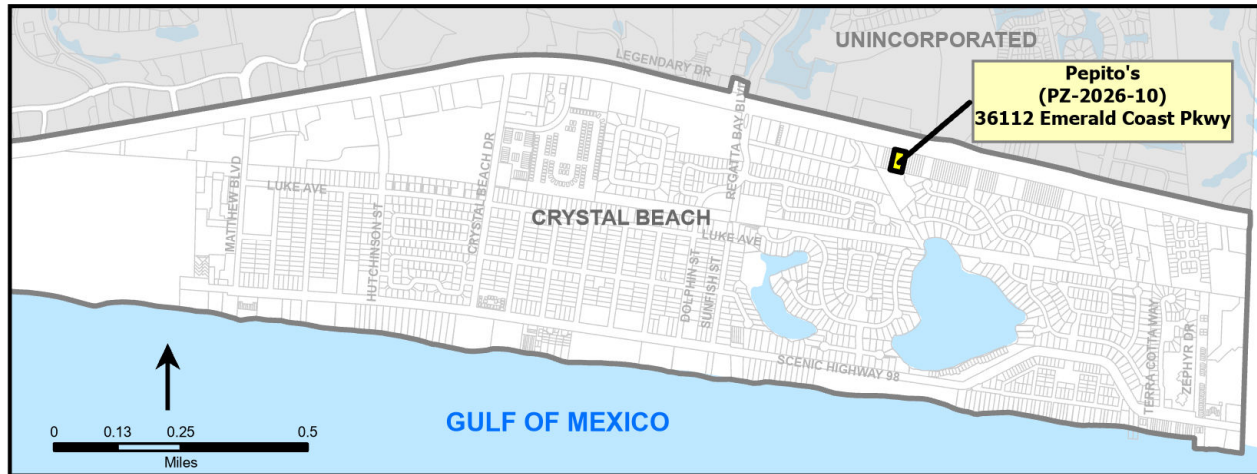 UNINCORPORATED
LEGENDARY DR
Pepito's
(PZ-2026-10)
36112 Emerald Coast Pkwy
REGATTA BAY BLVD
MATTHEW BLVD
LUKE AVE
HUTCHINSON ST
CRYSTAL BEACH DR
CRYSTAL BEACH
LUKE AVE
DOLPHIN ST
SUNFISH ST
SCENIC HIGHWAY 98
TERRA COTTA WAY
ZEPHYR DR
GULF OF MEXICO
0 0.13 0.25 0.5
Miles